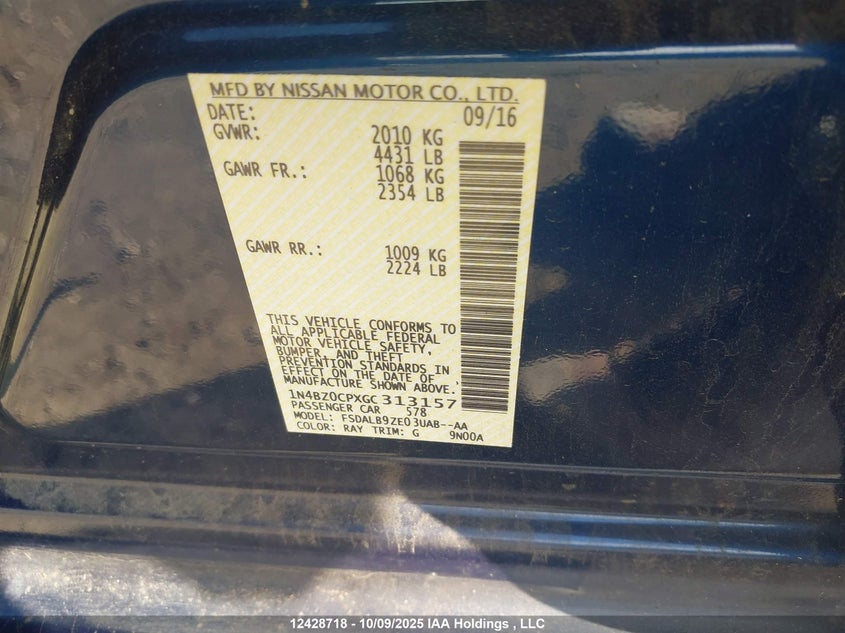 MFD BY NISSAN MOTOR CO., LTD.
DATE: 09/16
GVWR: 2010 KG
4431 LB
GAWR FR.: 1068 KG
2354 LB
GAWR RR.: 1009 KG
2224 LB
THIS VEHICLE CONFORMS TO
ALL APPLICABLE FEDERAL
MOTOR VEHICLE SAFETY,
BUMPER, AND THEFT
PREVENTION STANDARDS IN
EFFECT ON THE DATE OF
MANUFACTURE SHOWN ABOVE.
1N4BZ0CPXGC313157
PASSENGER CAR 578
MODEL: FSDALB9ZE03UAB--AA
COLOR: RAY TRIM: G 9N00A
12428718 - 10/09/2025 IAA Holdings , LLC